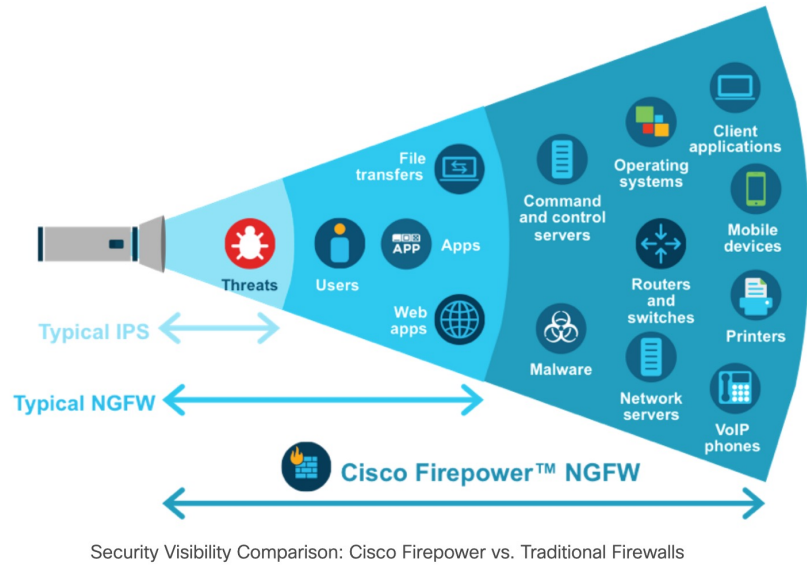 File
transfers
Threats
Users
APP
Apps
Web
apps
Command
and control
servers
Malware
Operating
systems
Routers
and
switches
Network
servers
Client
applications
Mobile
devices
Printers
VoIP
phones
Typical IPS
Typical NGFW
Cisco Firepower™ NGFW
Security Visibility Comparison: Cisco Firepower vs. Traditional Firewalls